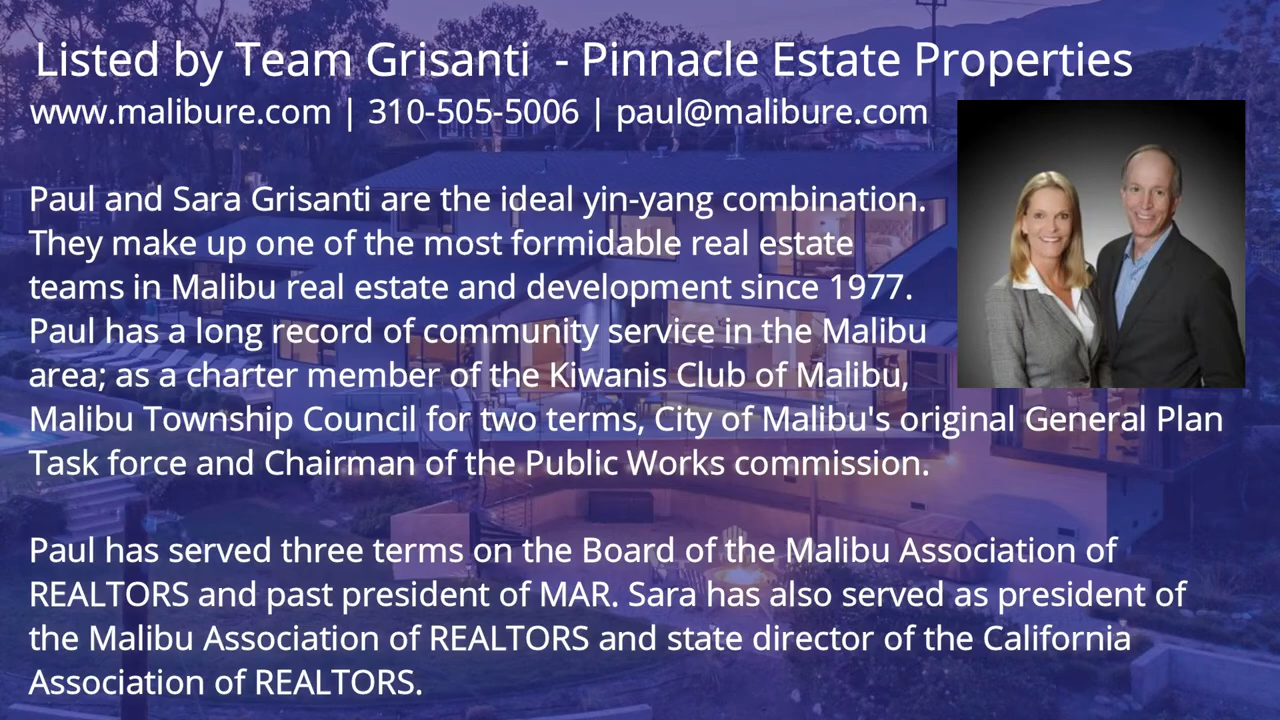 Listed by Team Grisanti - Pinnacle Estate Properties
www.malibure.com | 310-505-5006 | paul@malibure.com
Paul and Sara Grisanti are the ideal yin-yang combination.
They make up one of the most formidable real estate
teams in Malibu real estate and development since 1977.
Paul has a long record of community service in the Malibu
area; as a charter member of the Kiwanis Club of Malibu,
Malibu Township Council for two terms, City of Malibu's original General Plan
Task force and Chairman of the Public Works commission.
Paul has served three terms on the Board of the Malibu Association of
REALTORS and past president of MAR. Sara has also served as president of
the Malibu Association of REALTORS and state director of the California
Association of REALTORS.